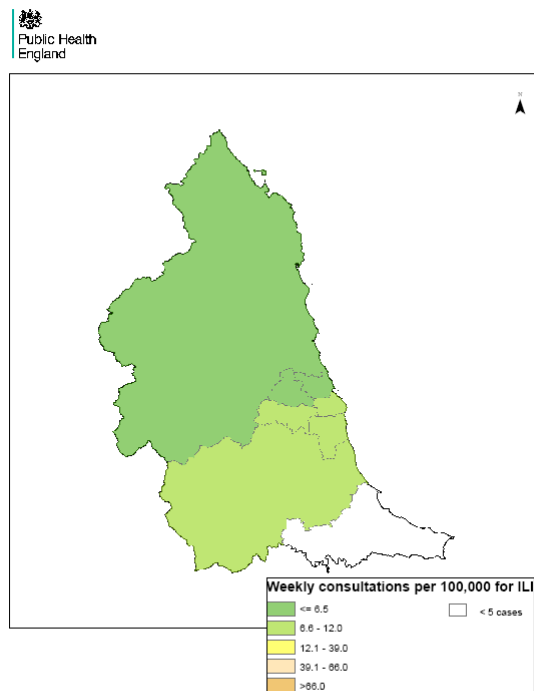 Public Health
England
N
Weekly consultations per 100,000 for ILI
<= 6.5
< 5 cases
6.6 - 12.0
12.1 - 39.0
39.1 - 66.0
>66.0